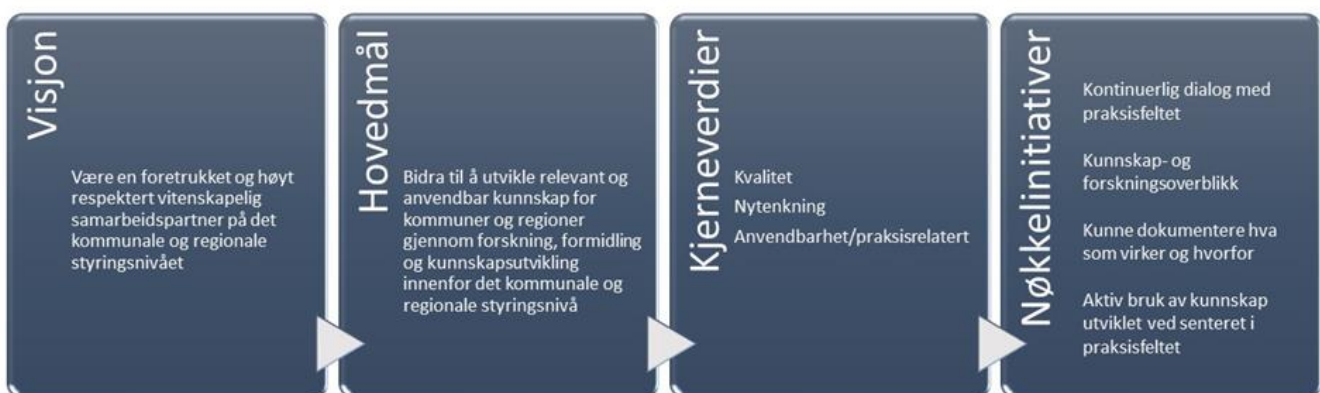 Visjon
Være en foretrukket og høyt
respektert vitenskapelig
samarbeidspartner på det
kommunale og regionale
styringsnivået
Hovedmål
Bidra til å utvikle relevant og
anvendbar kunnskap for
kommuner og regioner
gjennom forskning, formidling
og kunnskapsutvikling
innenfor det kommunale og
regionale styringsnivå
Kjerneverdier
Kvalitet
Nytenkning
Anvendbarhet/praksisrelatert
Nøkkelinitiativer
Kontinuerlig dialog med
praksisfeltet
Kunnskap- og
forskningsoverblikk
Kunne dokumentere hva
som virker og hvorfor
Aktiv bruk av kunnskap
utviklet ved senteret i
praksisfeltet